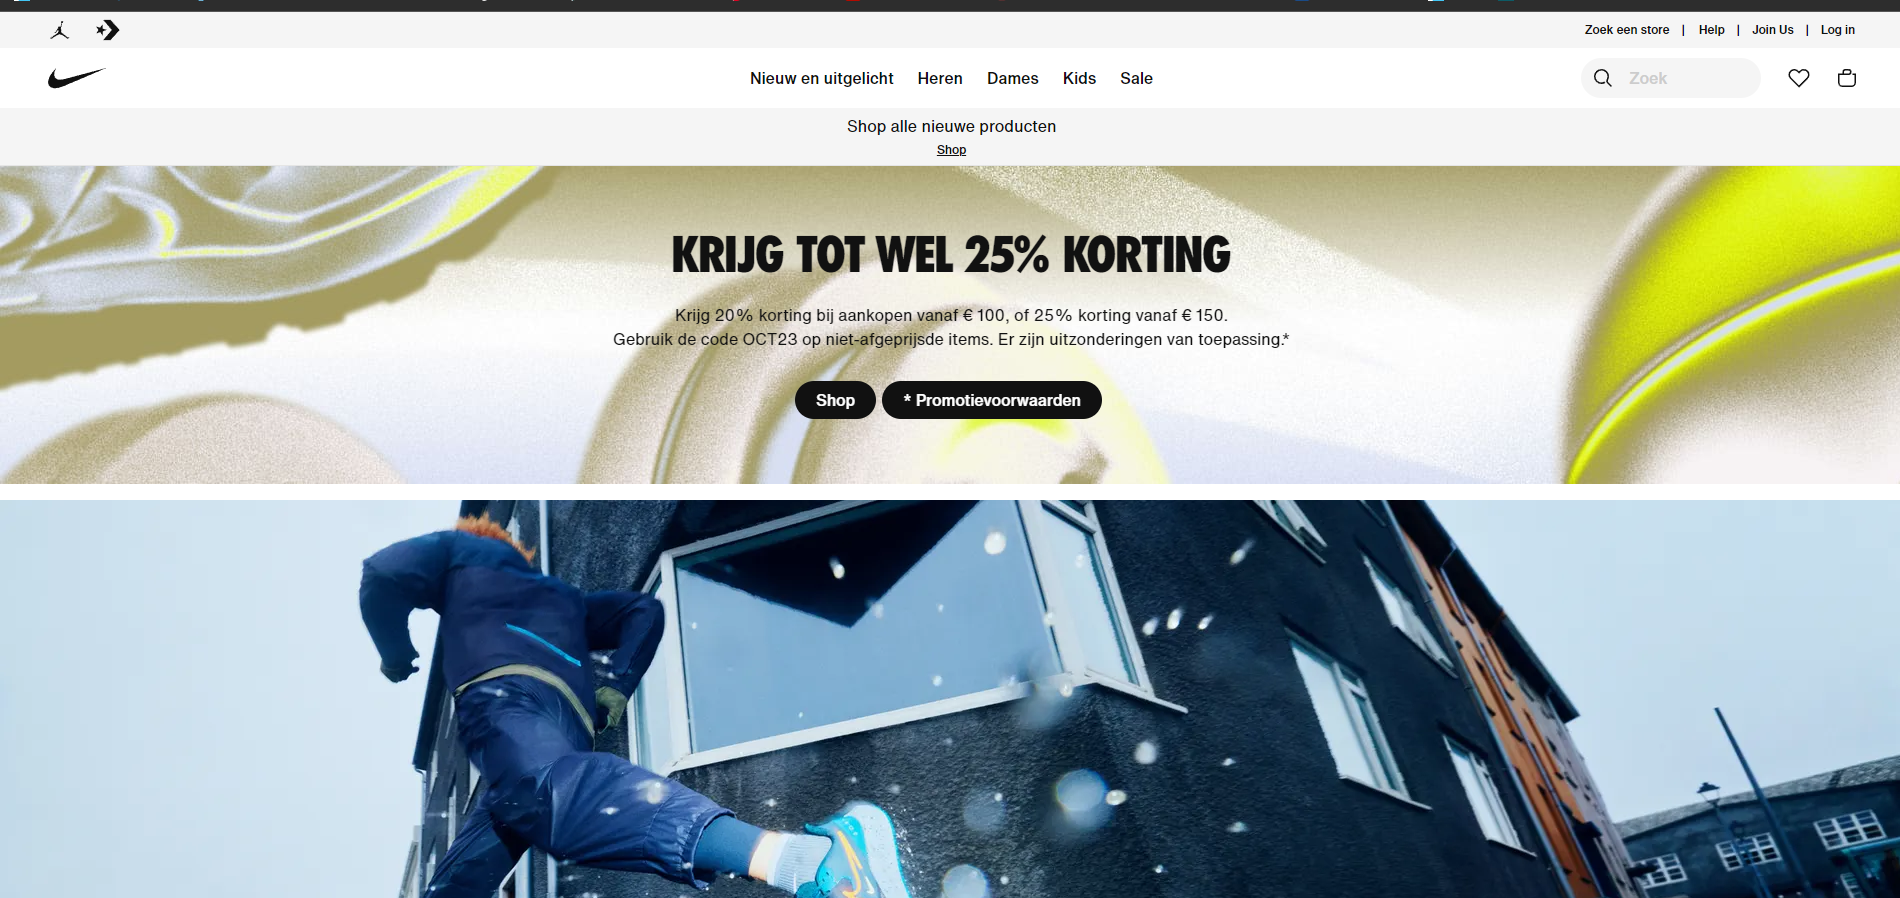 Zoek een store | Help | Join Us | Log in
Nieuw en uitgelicht Heren Dames Kids Sale
Zoek
Shop alle nieuwe producten
Shop
KRIJG TOT WEL 25% KORTING
Krijg 20% korting bij aankopen vanaf € 100, of 25% korting vanaf € 150.
Gebruik de code OCT23 op niet-afgeprijsde items. Er zijn uitzonderingen van toepassing.*
Shop
* Promotievoorwaarden